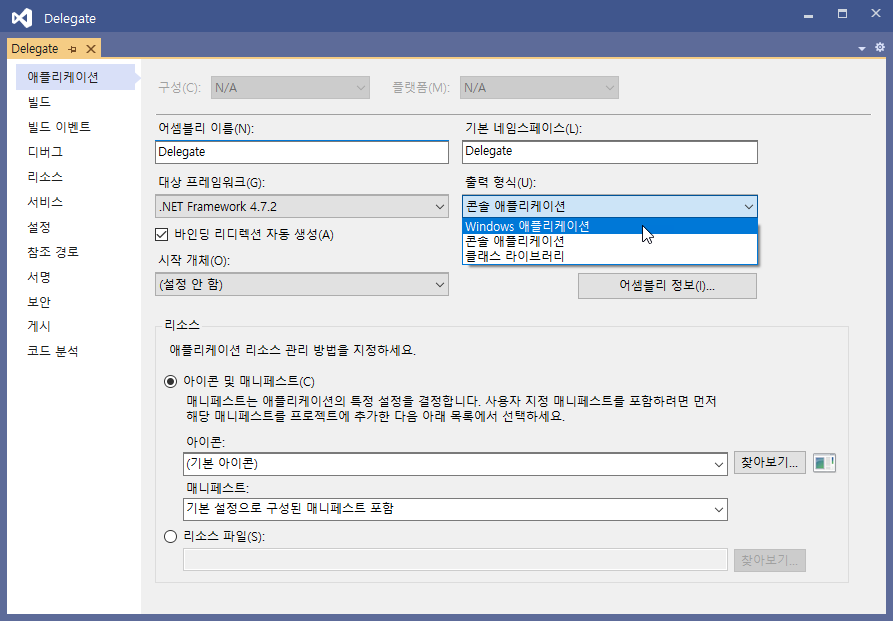 Delegate
Delegate
애플리케이션
빌드
빌드 이벤트
디버그
리소스
서비스
설정
참조 경로
서명
보안
게시
코드 분석
구성(C): N/A 플랫폼(M): N/A
어셈블리 이름(N): 기본 네임스페이스(L):
Delegate Delegate
대상 프레임워크(G): 출력 형식(U):
.NET Framework 4.7.2 콘솔 애플리케이션
Windows 애플리케이션
콘솔 애플리케이션
클래스 라이브러리
바인딩 리디렉션 자동 생성(A)
시작 개체(O):
(설정 안 함) 어셈블리 정보(I)...
리소스
애플리케이션 리소스 관리 방법을 지정하세요.
아이콘 및 매니페스트(C)
매니페스트는 애플리케이션의 특정 설정을 결정합니다. 사용자 지정 매니페스트를 포함하려면 먼저
해당 매니페스트를 프로젝트에 추가한 다음 아래 목록에서 선택하세요.
아이콘:
(기본 아이콘) 찾아보기...
매니페스트:
기본 설정으로 구성된 매니페스트 포함
리소스 파일(S):
찾아보기...